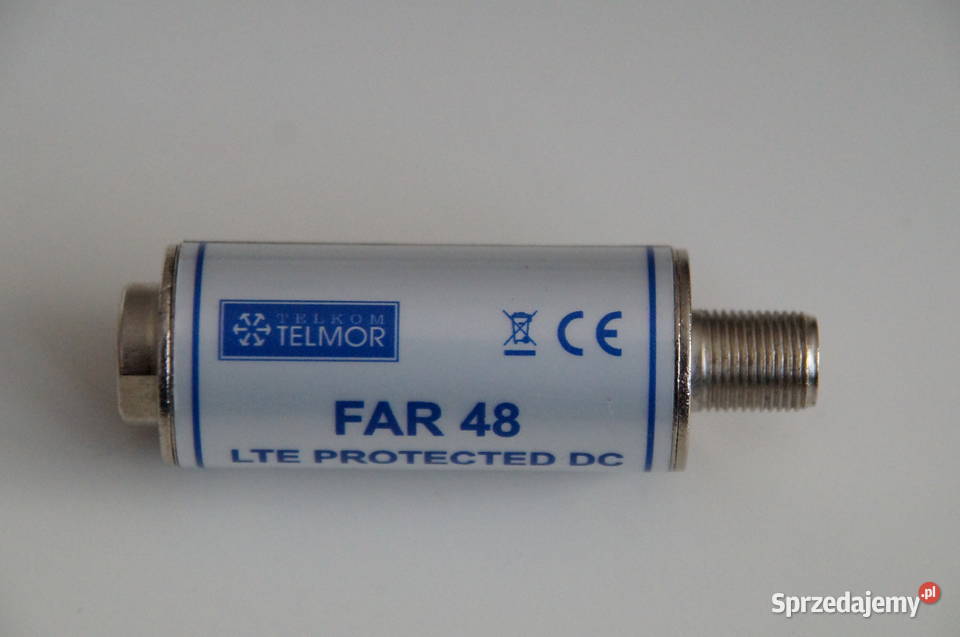 TELKOM
TELMOR
CE
FAR 48
LTE PROTECTED DC
Sprzedajemy.pl